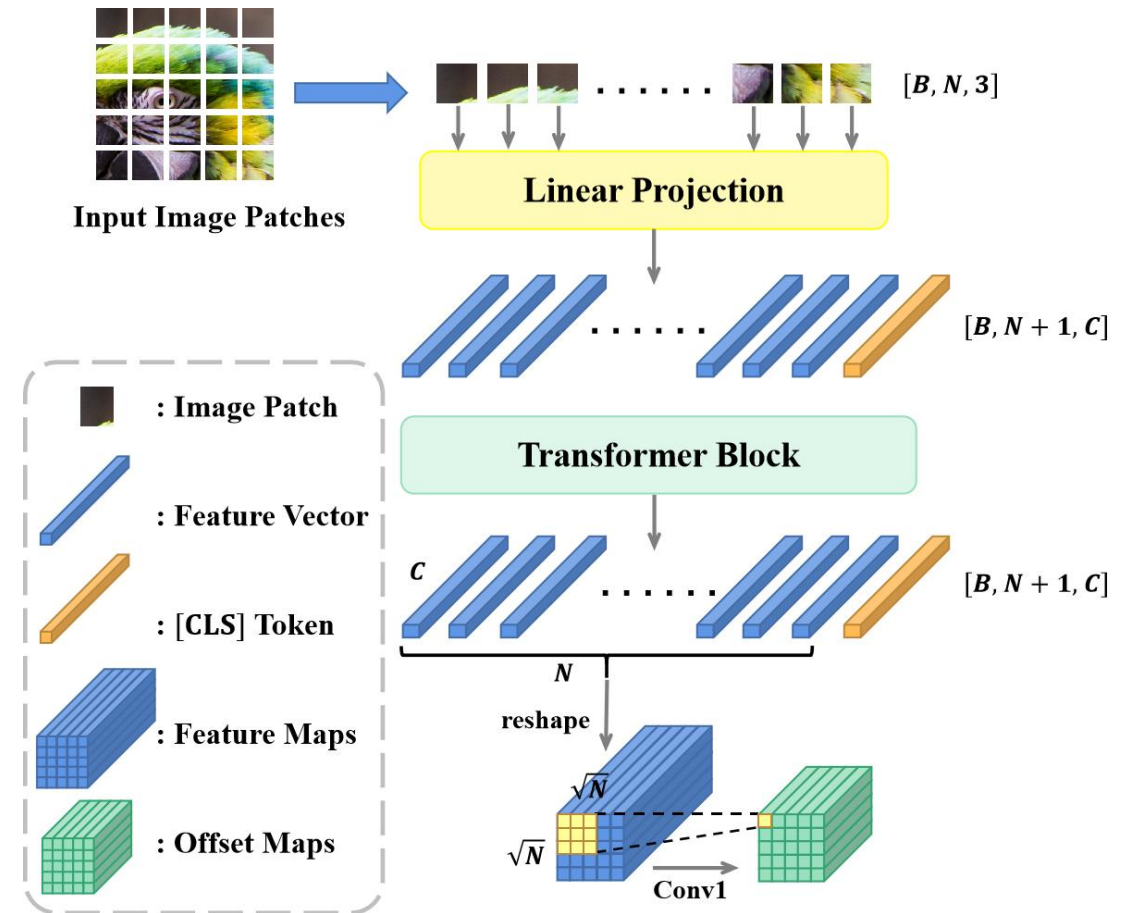 [B, N, 3]
Linear Projection
Input Image Patches
[B, N + 1, C]
: Image Patch
Transformer Block
: Feature Vector
C
[B, N + 1, C]
: [CLS] Token
N
reshape
: Feature Maps
√N
√N
: Offset Maps
Conv1